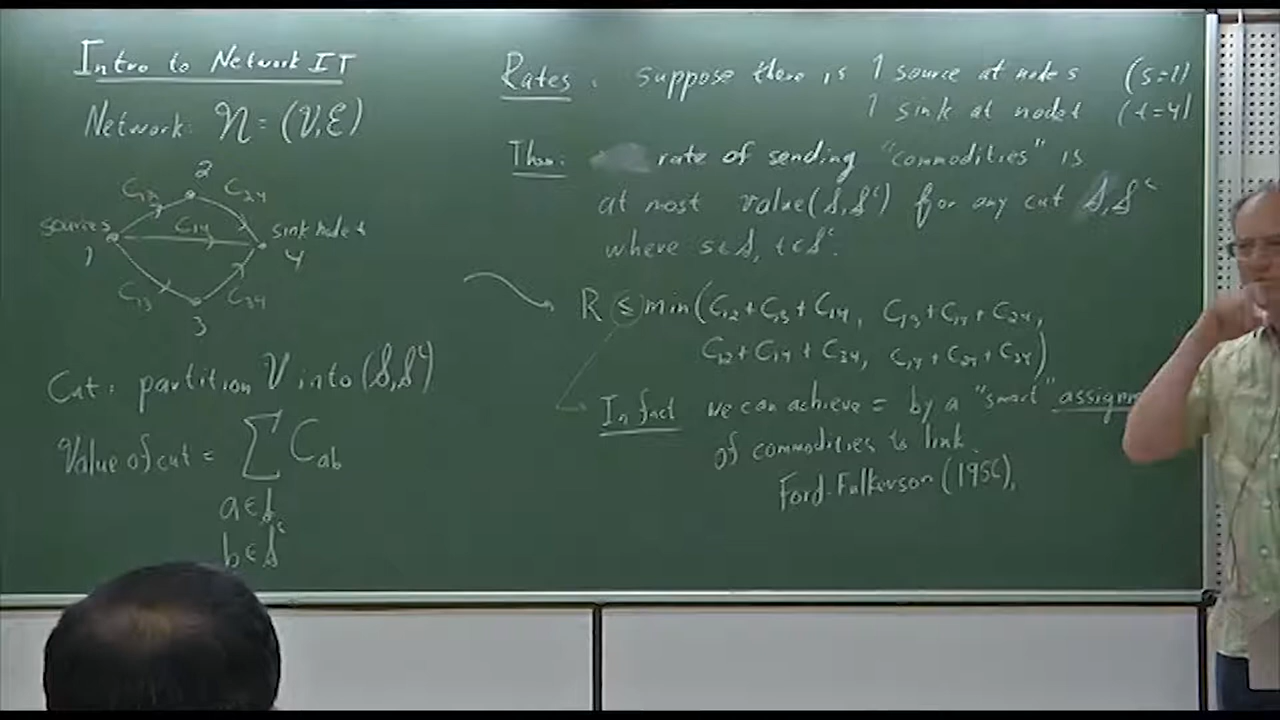 Intro to Network IT
Network: N = (V,E)
2
C12 C24
source s C14 sink node t
1 4
C13 C34
3
Cut: partition V into (S,S^c)
Value of cut = ∑ C_ab
a∈S
b∈S^c
Rates: suppose there is 1 source at node s (s=1)
1 sink at node t (t=4)
Thm: rate of sending "commodities" is
at most value(S,S^c) for any cut S,S^c
where s∈S, t∈S^c.
R ≤ min(C12+C13+C14, C13+C14+C24,
C12+C14+C34, C14+C24+C34)
In fact we can achieve = by a "smart" assignm
of commodities to link.
Ford-Fulkerson (1956).